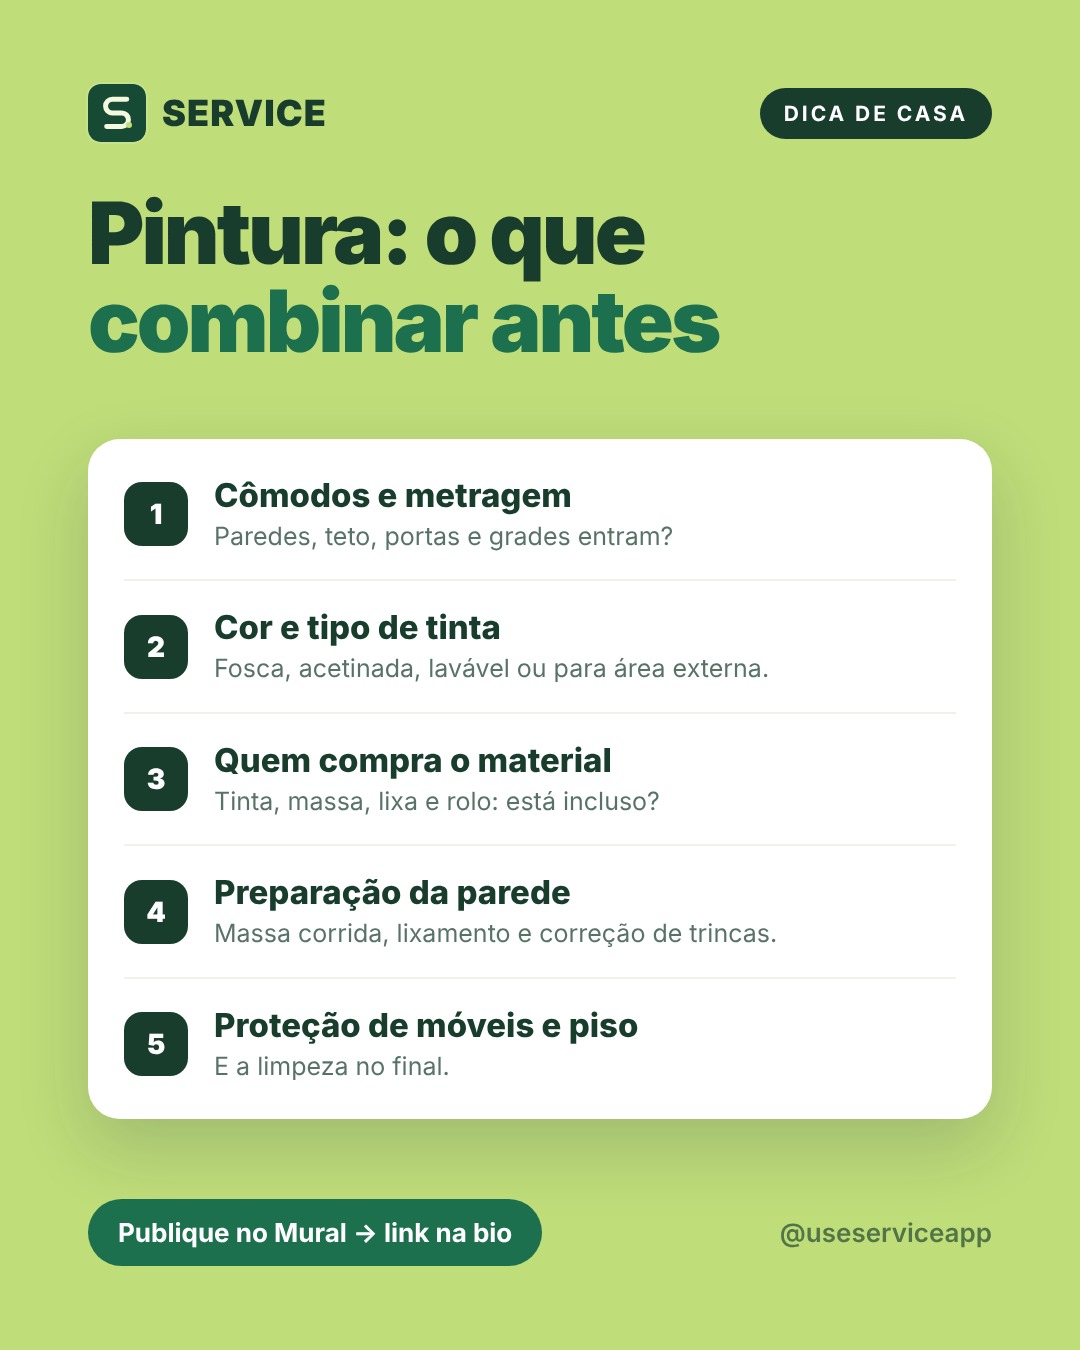 S SERVICE
DICA DE CASA
Pintura: o que
combinar antes
1
Cômodos e metragem
Paredes, teto, portas e grades entram?
2
Cor e tipo de tinta
Fosca, acetinada, lavável ou para área externa.
3
Quem compra o material
Tinta, massa, lixa e rolo: está incluso?
4
Preparação da parede
Massa corrida, lixamento e correção de trincas.
5
Proteção de móveis e piso
E a limpeza no final.
Publique no Mural → link na bio
@useserviceapp